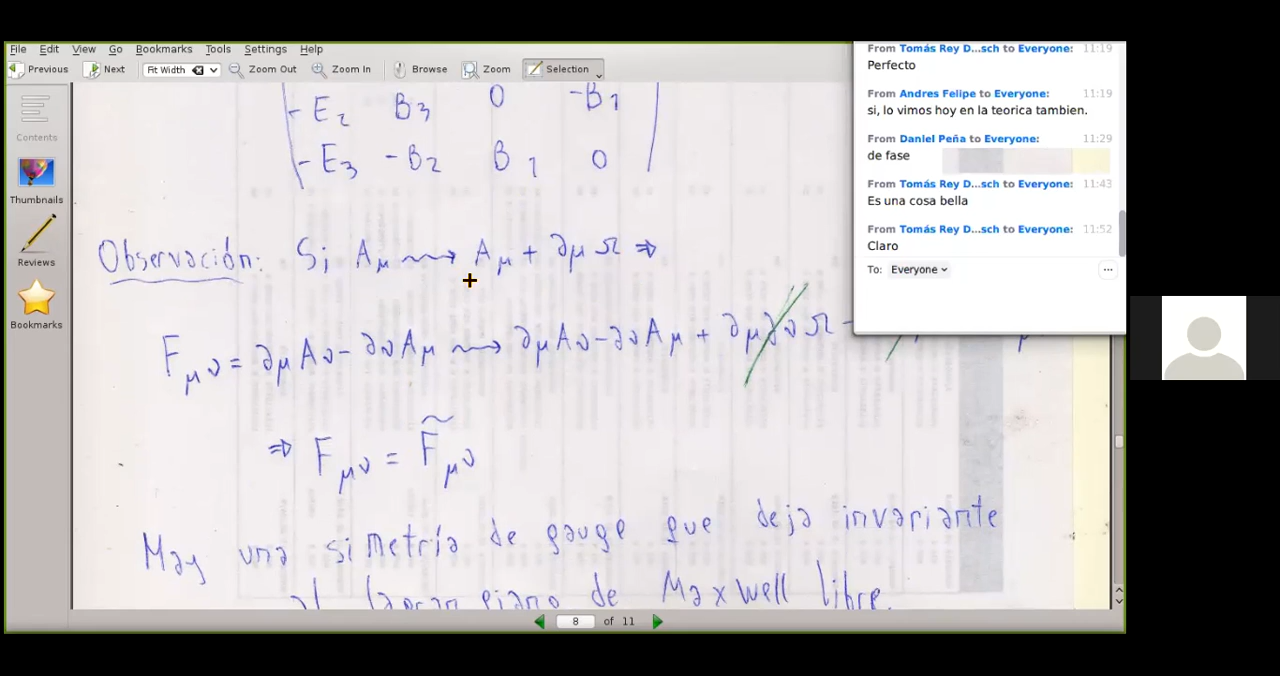 File Edit View Go Bookmarks Tools Settings Help
Previous Next Fit Width Zoom Out Zoom In Browse Zoom Selection
Contents
Thumbnails
Reviews
Bookmarks
- E₂ B₃ 0 -B₁
- E₃ -B₂ B₁ 0
Observación: Si Aμ ⟿ Aμ + ∂μ Ω ⇒
Fμν = ∂μ Aν - ∂ν Aμ ⟿ ∂μ Aν - ∂ν Aμ + ∂μ ∂ν Ω -
⇒ Fμν = F̃μν
Hay una simetría de gauge que deja invariante
al lagrangiano de Maxwell libre.
8 of 11
From Tomás Rey D...sch to Everyone: 11:19
Perfecto
From Andres Felipe to Everyone: 11:19
si, lo vimos hoy en la teorica tambien.
From Daniel Peña to Everyone: 11:29
de fase
From Tomás Rey D...sch to Everyone: 11:43
Es una cosa bella
From Tomás Rey D...sch to Everyone: 11:52
Claro
To: Everyone